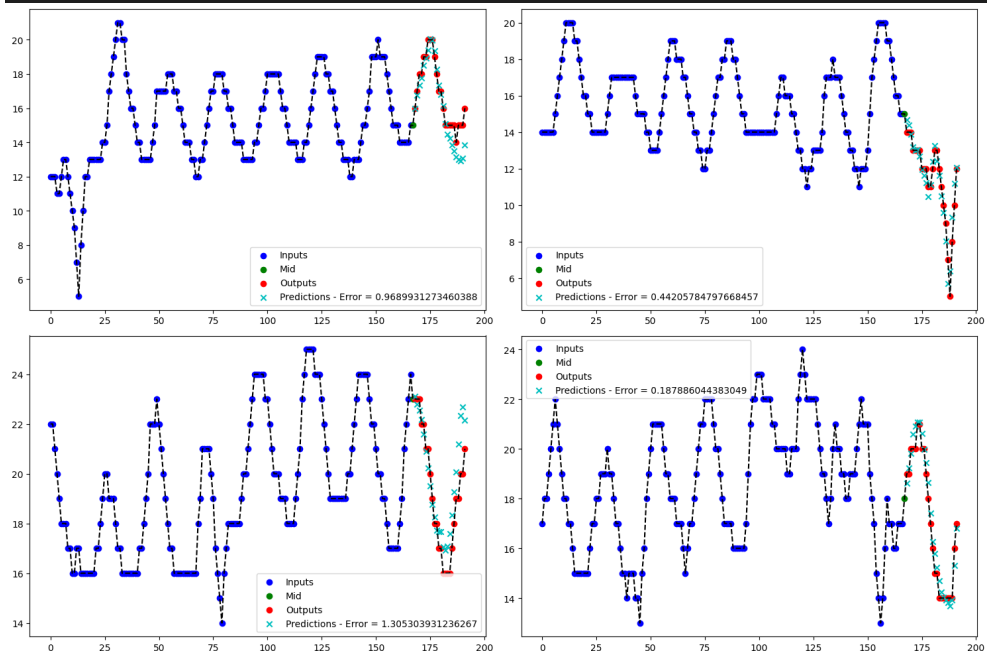 20
18
16
14
12
10
8
6
Inputs
Mid
Outputs
Predictions - Error = 0.9689931273460388
0 25 50 75 100 125 150 175 200
20
18
16
14
12
10
8
6
Inputs
Mid
Outputs
Predictions - Error = 0.44205784797668457
0 25 50 75 100 125 150 175 200
24
22
20
18
16
14
Inputs
Mid
Outputs
Predictions - Error = 1.305303931236267
0 25 50 75 100 125 150 175 200
Inputs
Mid
Outputs
Predictions - Error = 0.187886044383049
24
22
20
18
16
14
0 25 50 75 100 125 150 175 200